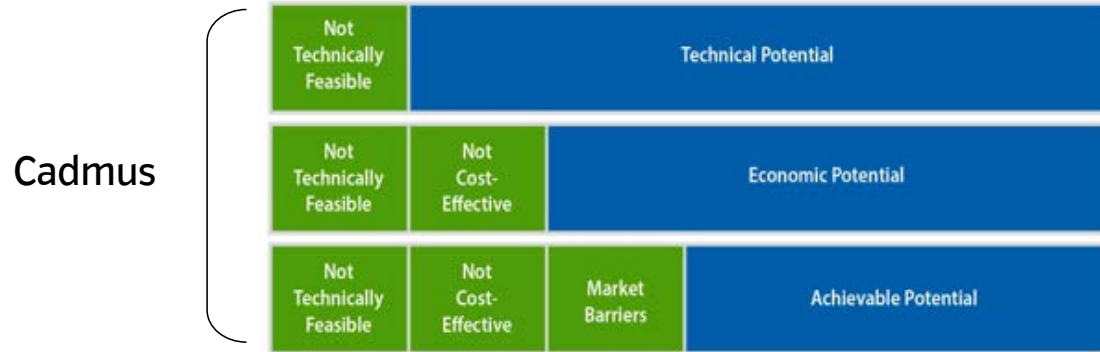 Cadmus
Not
Technically
Feasible
Technical Potential
Not
Technically
Feasible
Not
Cost-
Effective
Economic Potential
Not
Technically
Feasible
Not
Cost-
Effective
Market
Barriers
Achievable Potential